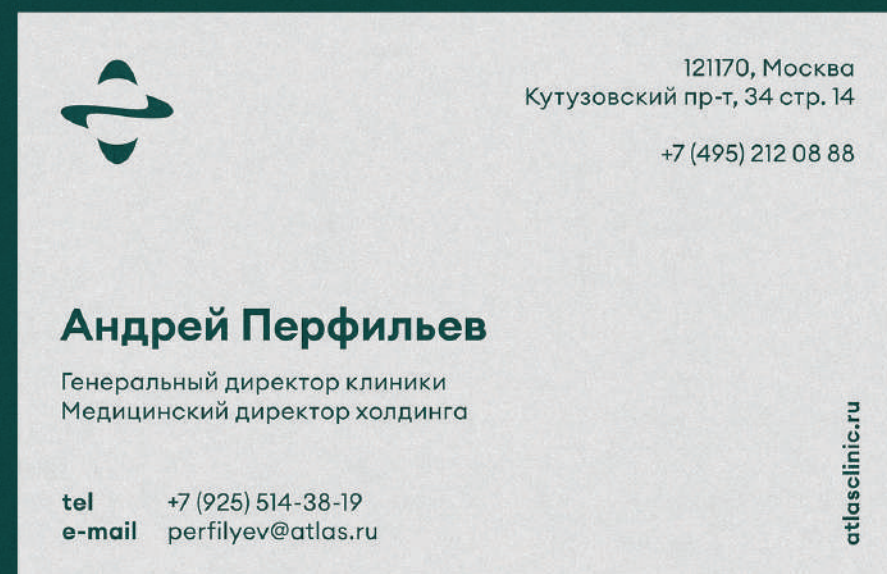 121170, Москва
Кутузовский пр-т, 34 стр. 14
+7 (495) 212 08 88
Андрей Перфильев
Генеральный директор клиники
Медицинский директор холдинга
tel +7 (925) 514-38-19
e-mail perfilyev@atlas.ru
atlasclinic.ru